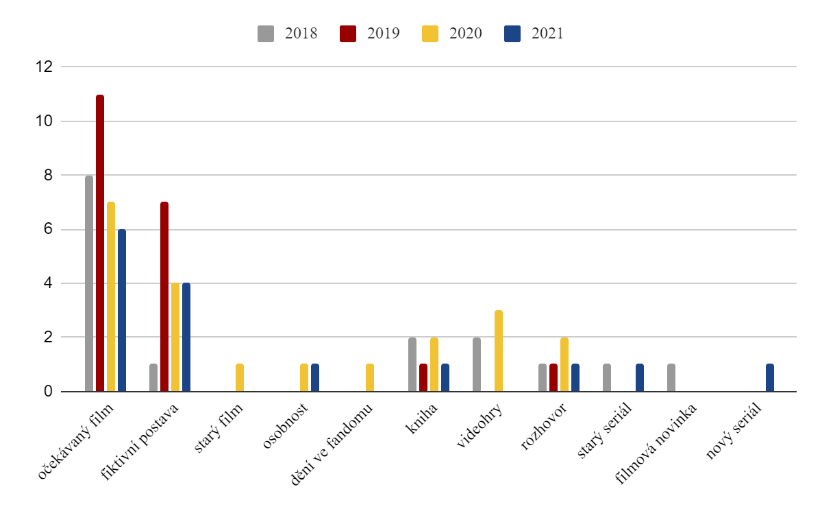 2018 2019 2020 2021
12
10
8
6
4
2
0
očekávaný film
fiktivní postava
starý film
osobnost
dění ve fandomu
kniha
videohry
rozhovor
starý seriál
filmová novinka
nový seriál